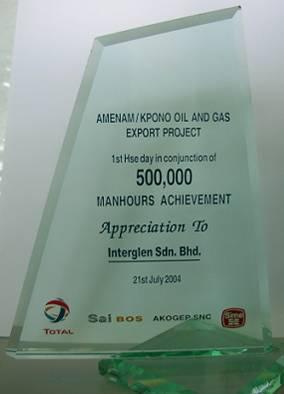 AMENAM/KPONO OIL AND GAS
EXPORT PROJECT
1st Hse day in conjunction of
500,000
MANHOURS ACHIEVEMENT
Appreciation To
Interglen Sdn. Bhd.
21st July 2004
TOTAL
Sai BOS
AKOGEP SNC
Sime